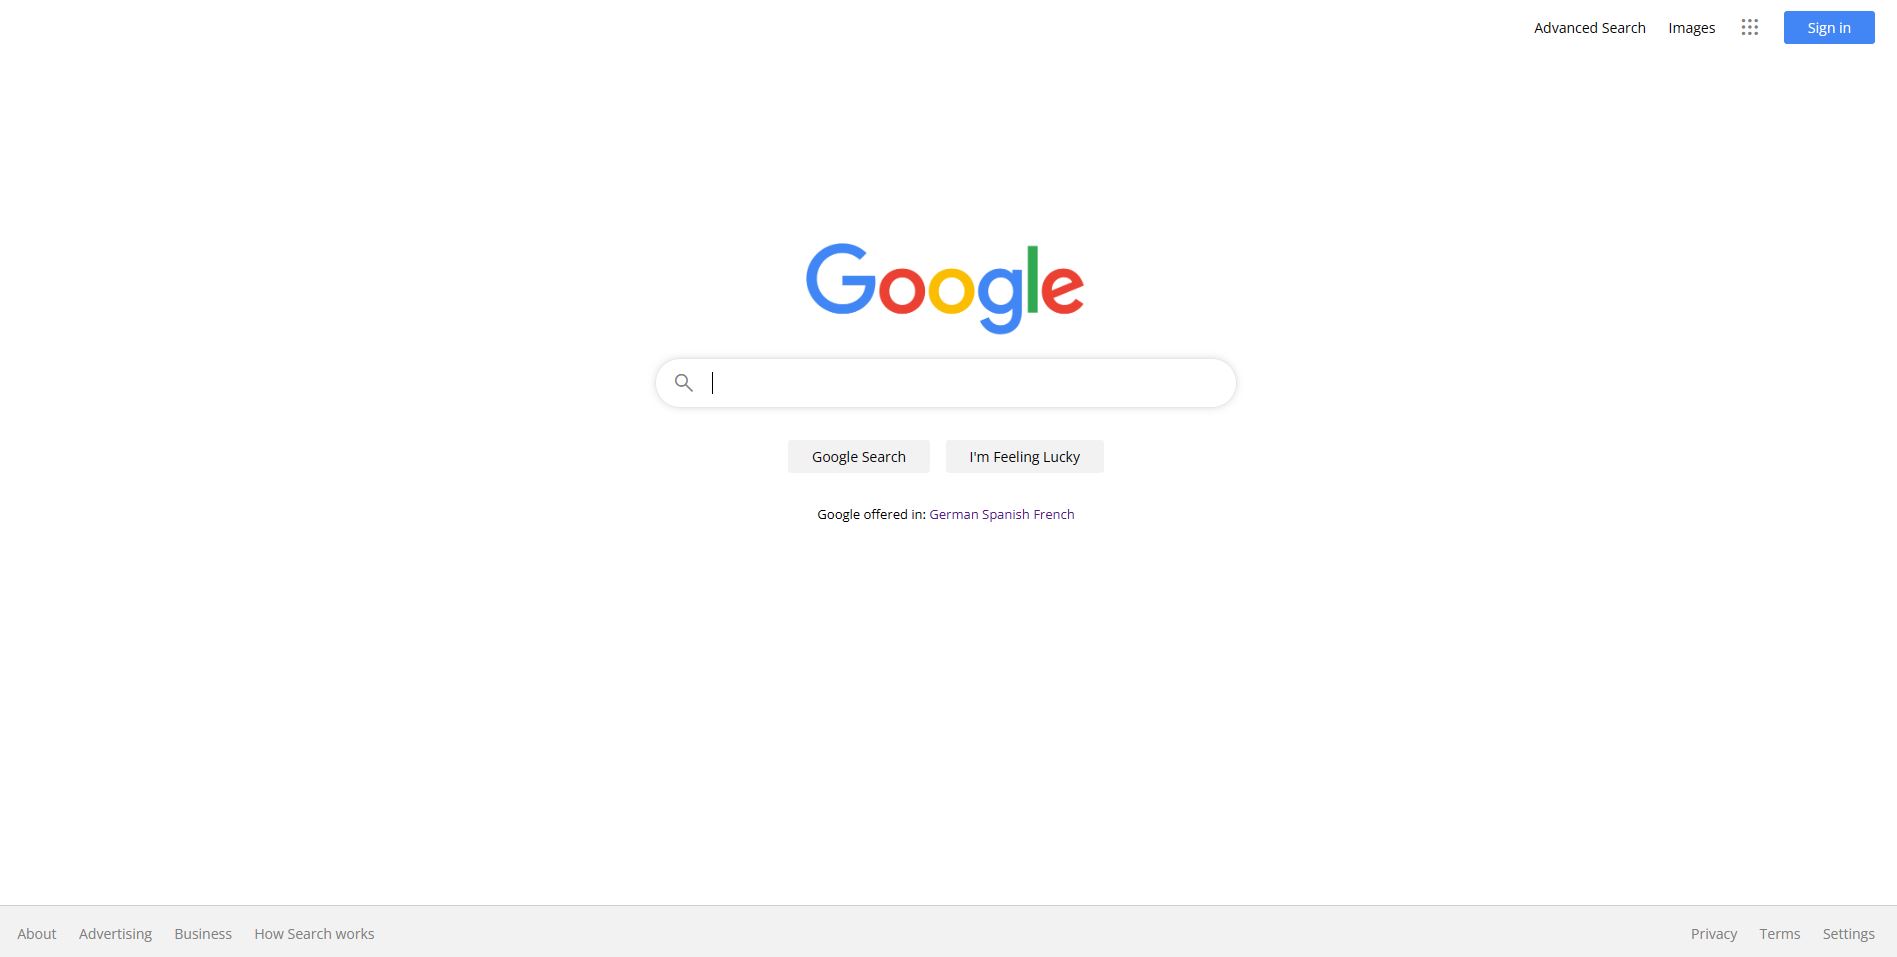 Advanced Search Images Sign in
Google
Google Search I'm Feeling Lucky
Google offered in: German Spanish French
About Advertising Business How Search works Privacy Terms Settings